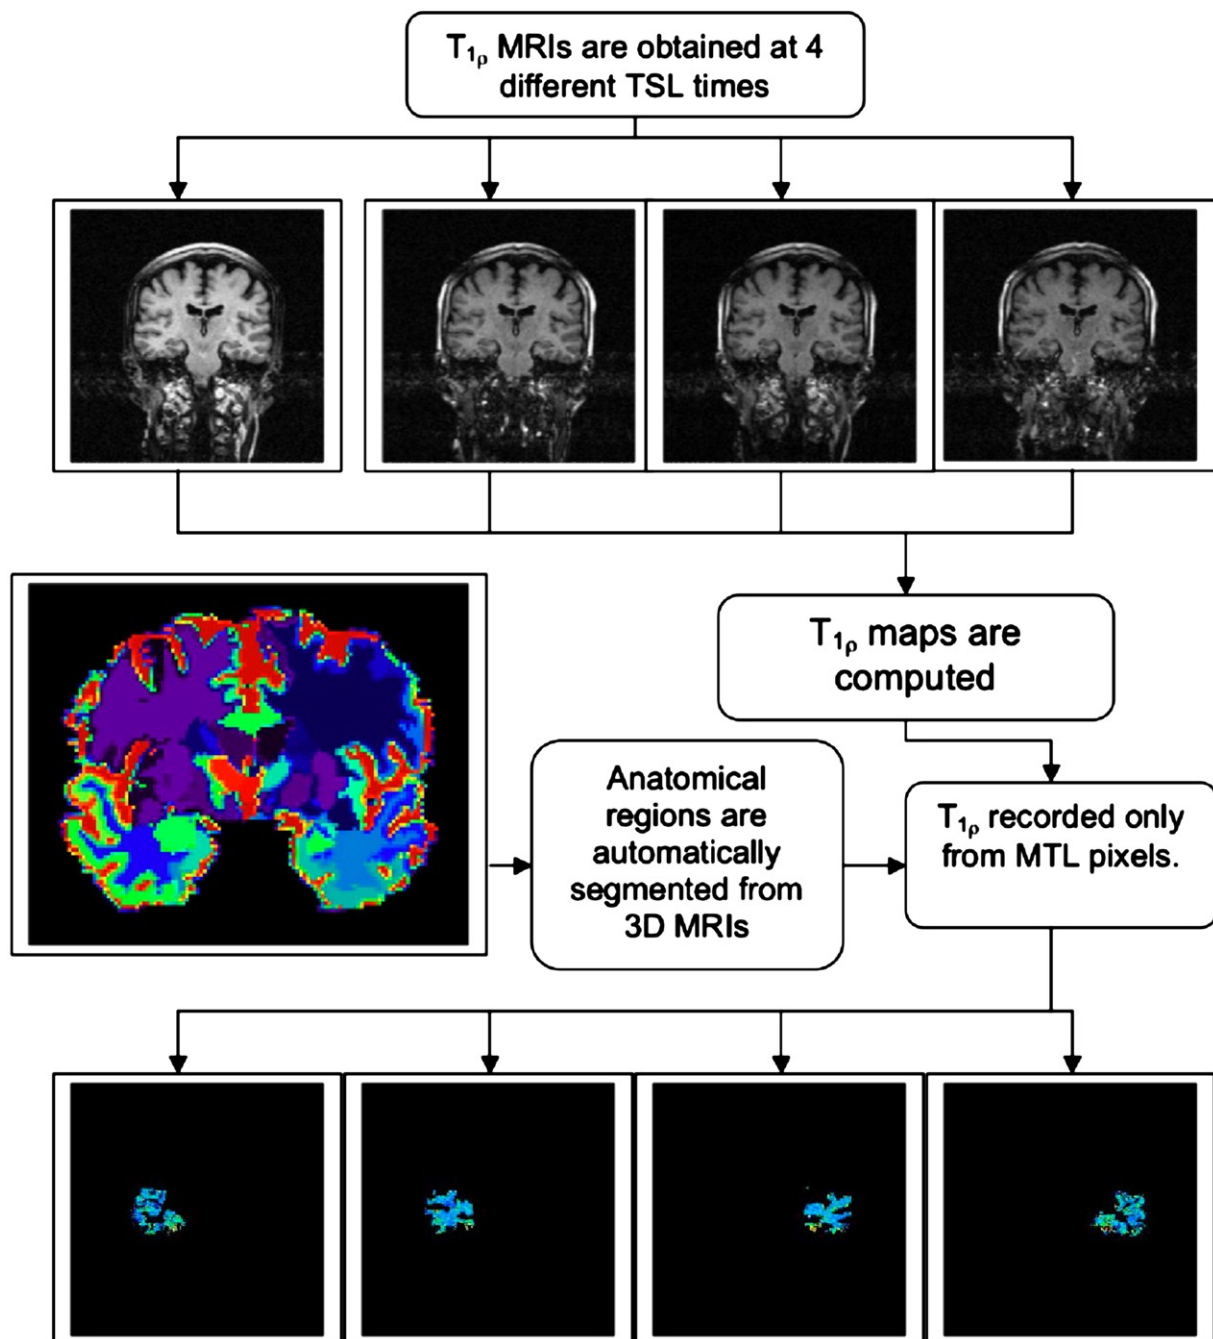 T₁ρ MRIs are obtained at 4
different TSL times
T₁ρ maps are
computed
Anatomical
regions are
automatically
segmented from
3D MRIs
T₁ρ recorded only
from MTL pixels.